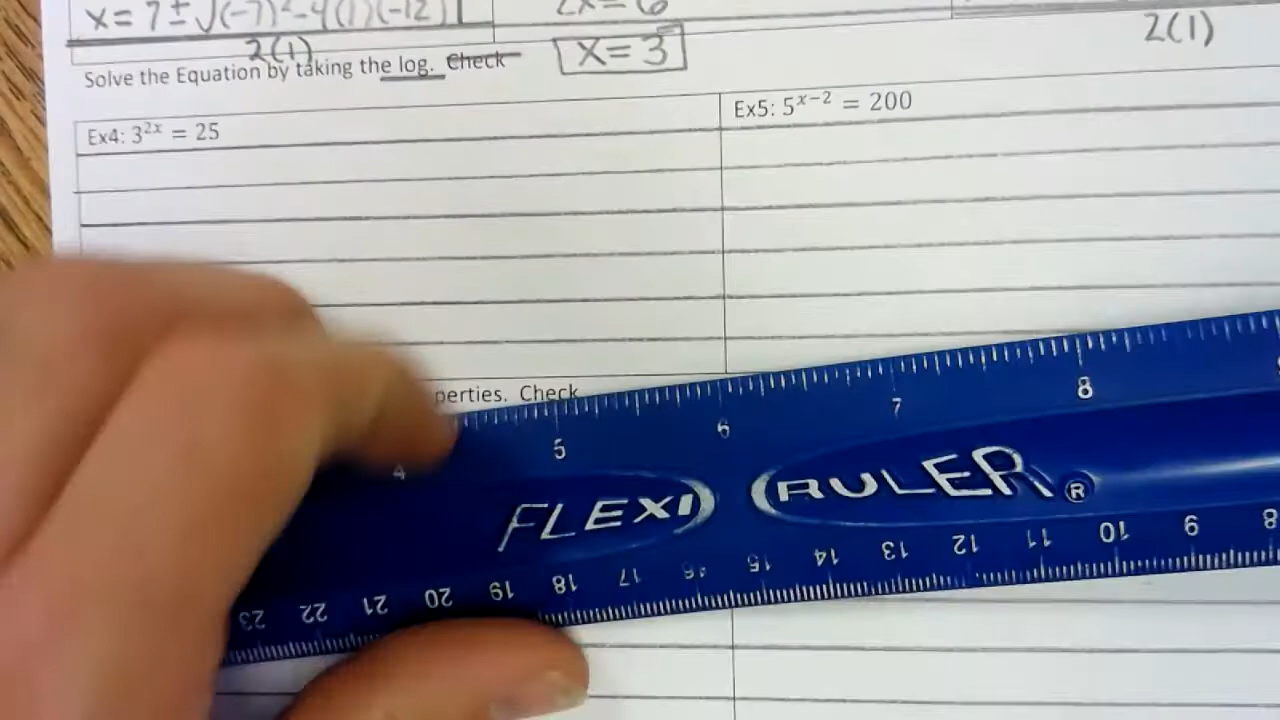 x = 7 ± √(-7)²-4(1)(-12)
2(1)
x = 3
2(1)
Solve the Equation by taking the log. Check
Ex4: 3^{2x} = 25
Ex5: 5^{x-2} = 200
perties. Check
4 5 6 7 8
FLEXI RULER ®
23 22 21 20 19 18 17 16 15 14 13 12 11 10 9 8